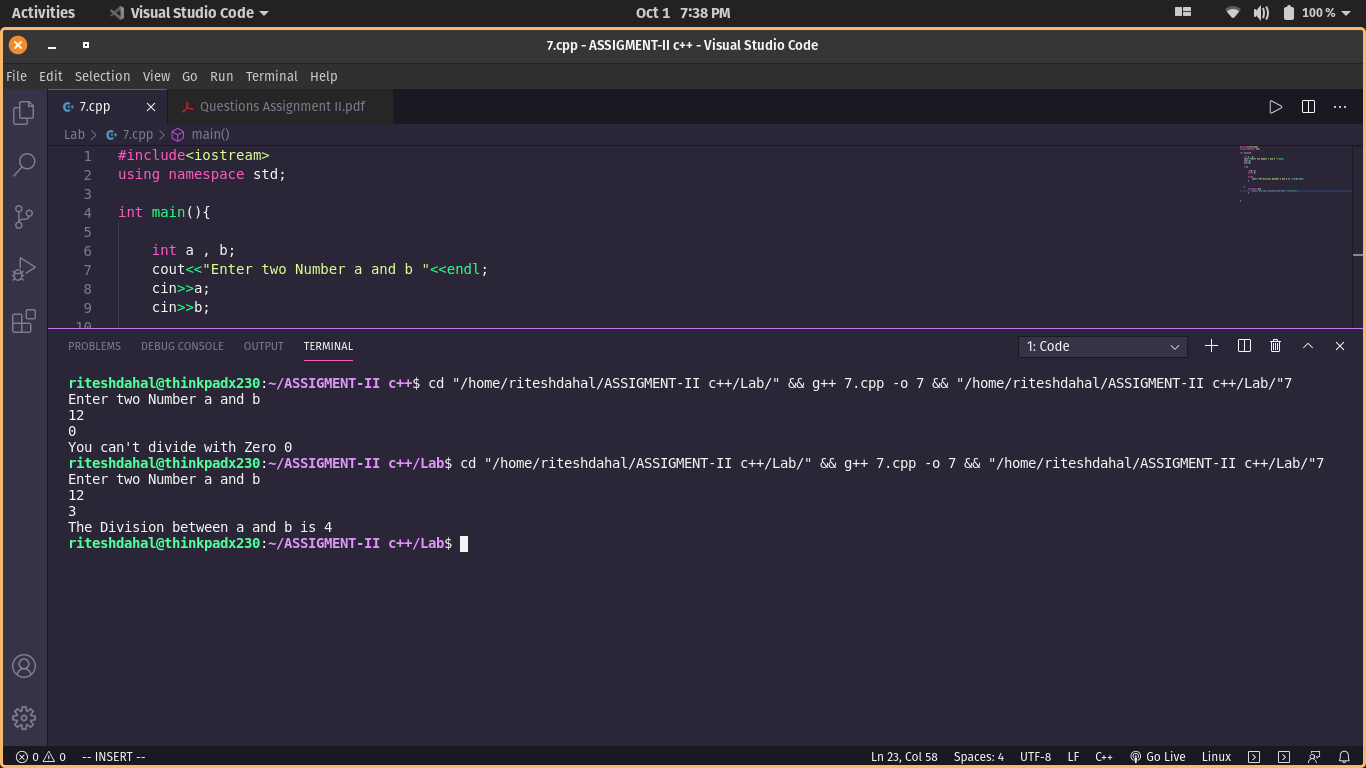 Activities Visual Studio Code Oct 1 7:38 PM 100 %
7.cpp - ASSIGMENT-II c++ - Visual Studio Code
File Edit Selection View Go Run Terminal Help
7.cpp Questions Assignment II.pdf
Lab > 7.cpp > main()
1 #include<iostream>
2 using namespace std;
3
4 int main(){
5
6 int a , b;
7 cout<<"Enter two Number a and b "<<endl;
8 cin>>a;
9 cin>>b;
10
PROBLEMS DEBUG CONSOLE OUTPUT TERMINAL 1: Code
riteshdahal@thinkpadx230:~/ASSIGMENT-II c++$ cd "/home/riteshdahal/ASSIGMENT-II c++/Lab/" && g++ 7.cpp -o 7 && "/home/riteshdahal/ASSIGMENT-II c++/Lab/"7
Enter two Number a and b
12
0
You can't divide with Zero 0
riteshdahal@thinkpadx230:~/ASSIGMENT-II c++/Lab$ cd "/home/riteshdahal/ASSIGMENT-II c++/Lab/" && g++ 7.cpp -o 7 && "/home/riteshdahal/ASSIGMENT-II c++/Lab/"7
Enter two Number a and b
12
3
The Division between a and b is 4
riteshdahal@thinkpadx230:~/ASSIGMENT-II c++/Lab$
0 0 -- INSERT -- Ln 23, Col 58 Spaces: 4 UTF-8 LF C++ Go Live Linux